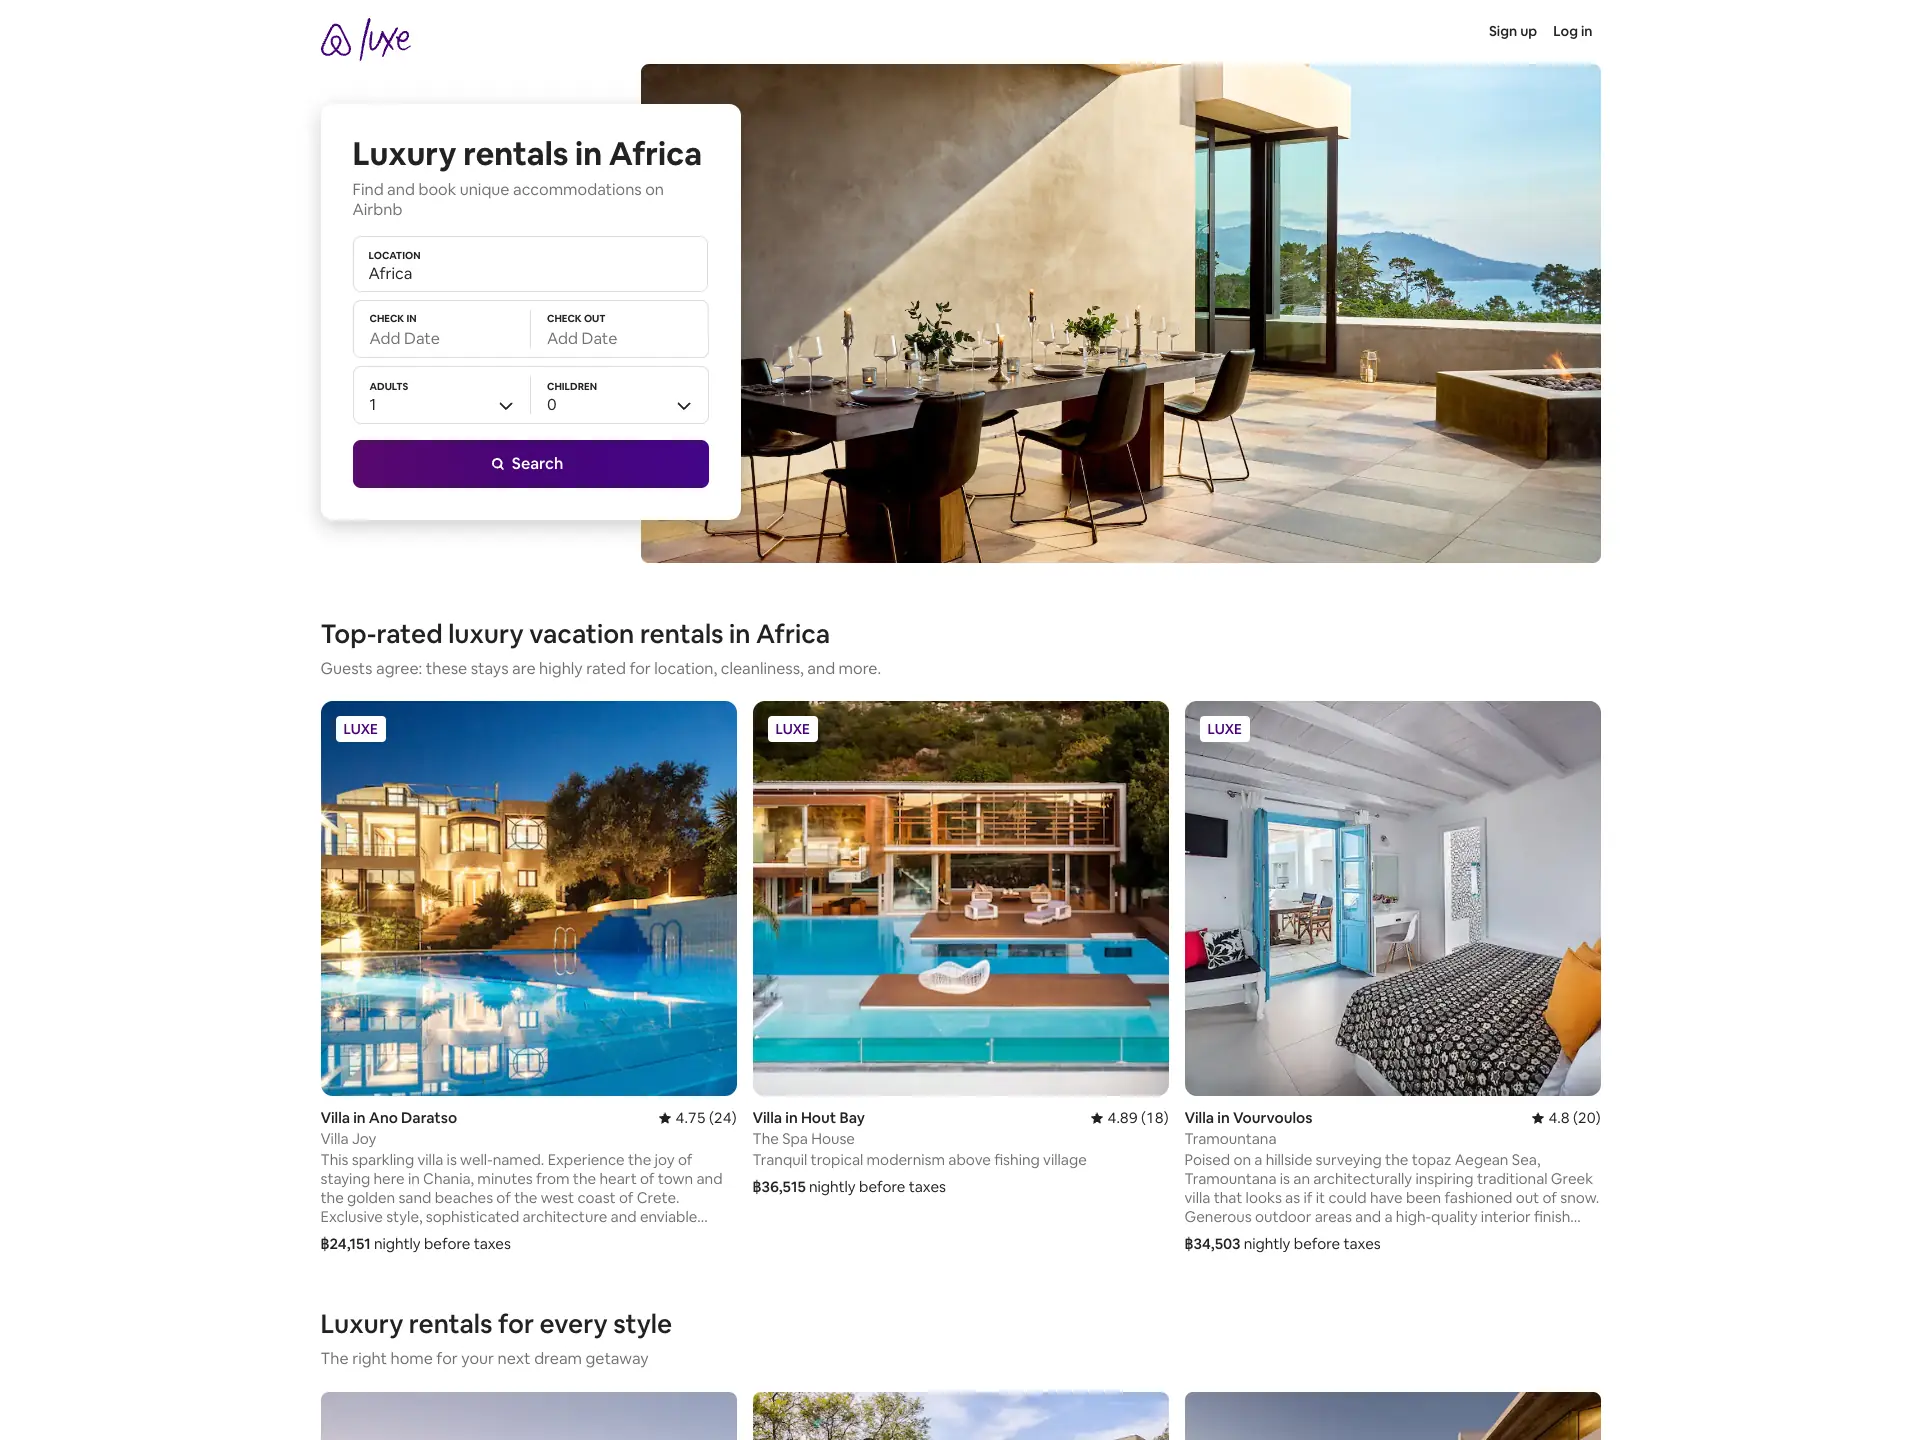 luxe
Sign up Log in
Luxury rentals in Africa
Find and book unique accommodations on
Airbnb
LOCATION
Africa
CHECK IN CHECK OUT
Add Date Add Date
ADULTS CHILDREN
1 0
Search
Top-rated luxury vacation rentals in Africa
Guests agree: these stays are highly rated for location, cleanliness, and more.
LUXE
Villa in Ano Daratso 4.75 (24)
Villa Joy
This sparkling villa is well-named. Experience the joy of
staying here in Chania, minutes from the heart of town and
the golden sand beaches of the west coast of Crete.
Exclusive style, sophisticated architecture and enviable...
฿24,151 nightly before taxes
LUXE
Villa in Hout Bay 4.89 (18)
The Spa House
Tranquil tropical modernism above fishing village
฿36,515 nightly before taxes
LUXE
Villa in Vourvoulos 4.8 (20)
Tramountana
Poised on a hillside surveying the topaz Aegean Sea,
Tramountana is an architecturally inspiring traditional Greek
villa that looks as if it could have been fashioned out of snow.
Generous outdoor areas and a high-quality interior finish...
฿34,503 nightly before taxes
Luxury rentals for every style
The right home for your next dream getaway